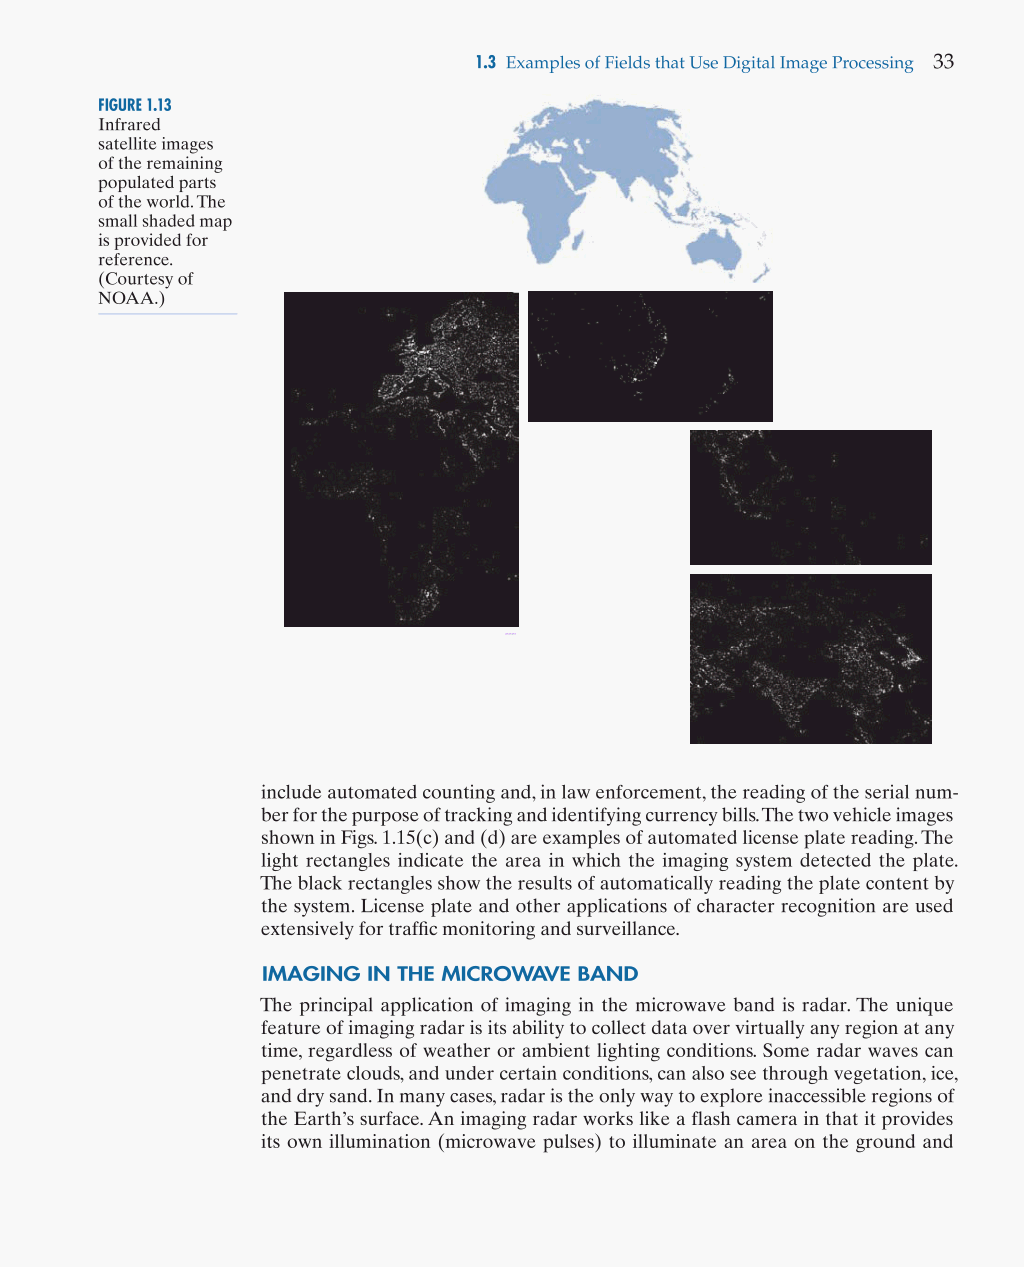 1.3 Examples of Fields that Use Digital Image Processing 33
FIGURE 1.13
Infrared
satellite images
of the remaining
populated parts
of the world. The
small shaded map
is provided for
reference.
(Courtesy of
NOAA.)
include automated counting and, in law enforcement, the reading of the serial num-
ber for the purpose of tracking and identifying currency bills. The two vehicle images
shown in Figs. 1.15(c) and (d) are examples of automated license plate reading. The
light rectangles indicate the area in which the imaging system detected the plate.
The black rectangles show the results of automatically reading the plate content by
the system. License plate and other applications of character recognition are used
extensively for traffic monitoring and surveillance.
IMAGING IN THE MICROWAVE BAND
The principal application of imaging in the microwave band is radar. The unique
feature of imaging radar is its ability to collect data over virtually any region at any
time, regardless of weather or ambient lighting conditions. Some radar waves can
penetrate clouds, and under certain conditions, can also see through vegetation, ice,
and dry sand. In many cases, radar is the only way to explore inaccessible regions of
the Earth’s surface. An imaging radar works like a flash camera in that it provides
its own illumination (microwave pulses) to illuminate an area on the ground and